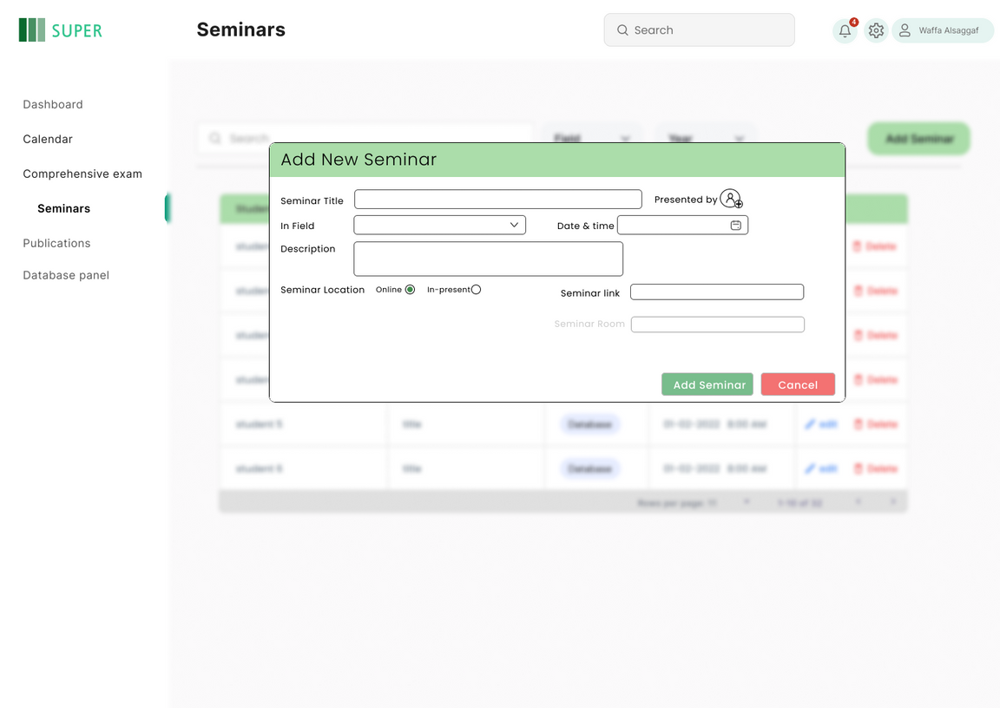 SUPER
Seminars
Search
4
Waffa Alsaggaf
Dashboard
Calendar
Comprehensive exam
Seminars
Publications
Database panel
Search
Field
Year
Add Seminar
Add New Seminar
Seminar Title
Presented by
In Field
Date & time
Description
Seminar Location
Online
In-present
Seminar link
Seminar Room
Add Seminar
Cancel
Delete
Delete
Delete
Delete
student 5 title Database 01-02-2022 8:00 AM edit Delete
student 6 title Database 01-02-2022 8:00 AM edit Delete
Rows per page: 10 1-10 of 52